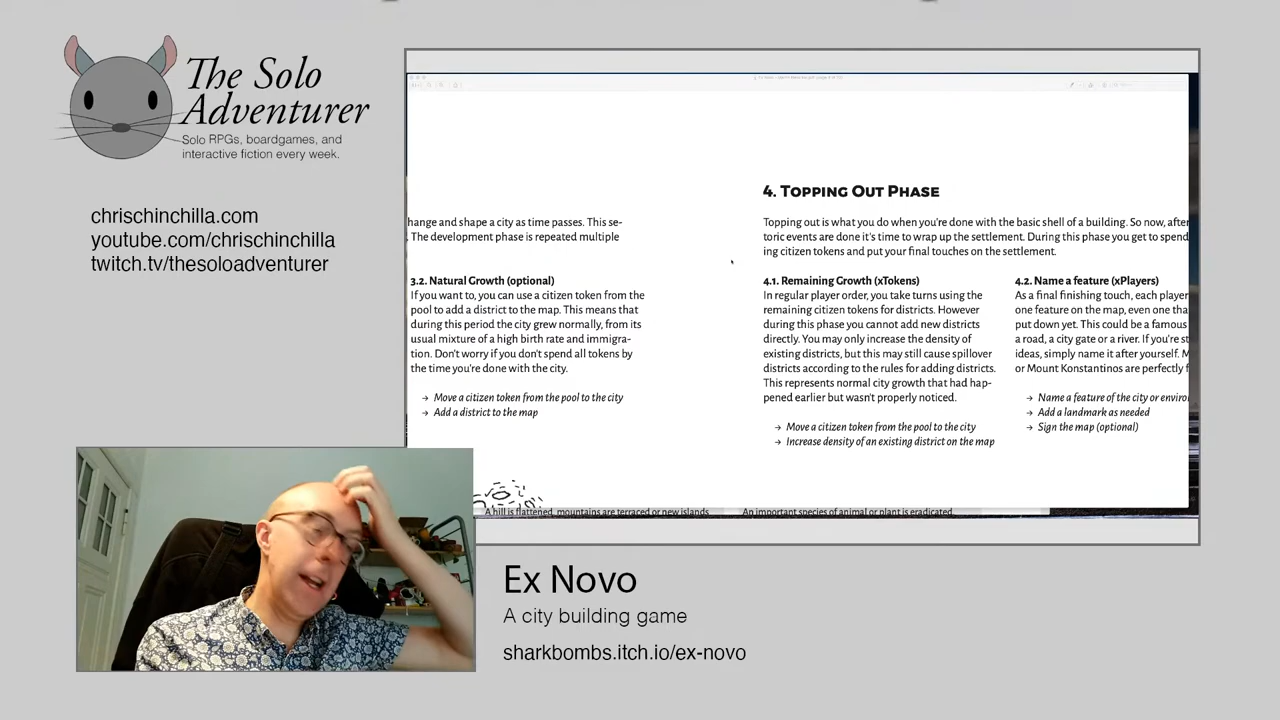 The Solo
Adventurer
Solo RPGs, boardgames, and
interactive fiction every week.
chrischinchilla.com
youtube.com/chrischinchilla
twitch.tv/thesoloadventurer
hange and shape a city as time passes. This se-
The development phase is repeated multiple
3.2. Natural Growth (optional)
If you want to, you can use a citizen token from the
pool to add a district to the map. This means that
during this period the city grew normally, from its
usual mixture of a high birth rate and immigra-
tion. Don't worry if you don't spend all tokens by
the time you're done with the city.
→ Move a citizen token from the pool to the city
→ Add a district to the map
4. Topping Out Phase
Topping out is what you do when you're done with the basic shell of a building. So now, after
toric events are done it's time to wrap up the settlement. During this phase you get to spend
ing citizen tokens and put your final touches on the settlement.
4.1. Remaining Growth (xTokens)
In regular player order, you take turns using the
remaining citizen tokens for districts. However
during this phase you cannot add new districts
directly. You may only increase the density of
existing districts, but this may still cause spillover
districts according to the rules for adding districts.
This represents normal city growth that had hap-
pened earlier but wasn't properly noticed.
→ Move a citizen token from the pool to the city
→ Increase density of an existing district on the map
4.2. Name a feature (xPlayers)
As a final finishing touch, each player
one feature on the map, even one tha
put down yet. This could be a famous
a road, a city gate or a river. If you're st
ideas, simply name it after yourself. M
or Mount Konstantinos are perfectly f
→ Name a feature of the city or enviro
→ Add a landmark as needed
→ Sign the map (optional)
A hill is flattened, mountains are terraced or new islands
An important species of animal or plant is eradicated
Ex Novo
A city building game
sharkbombs.itch.io/ex-novo